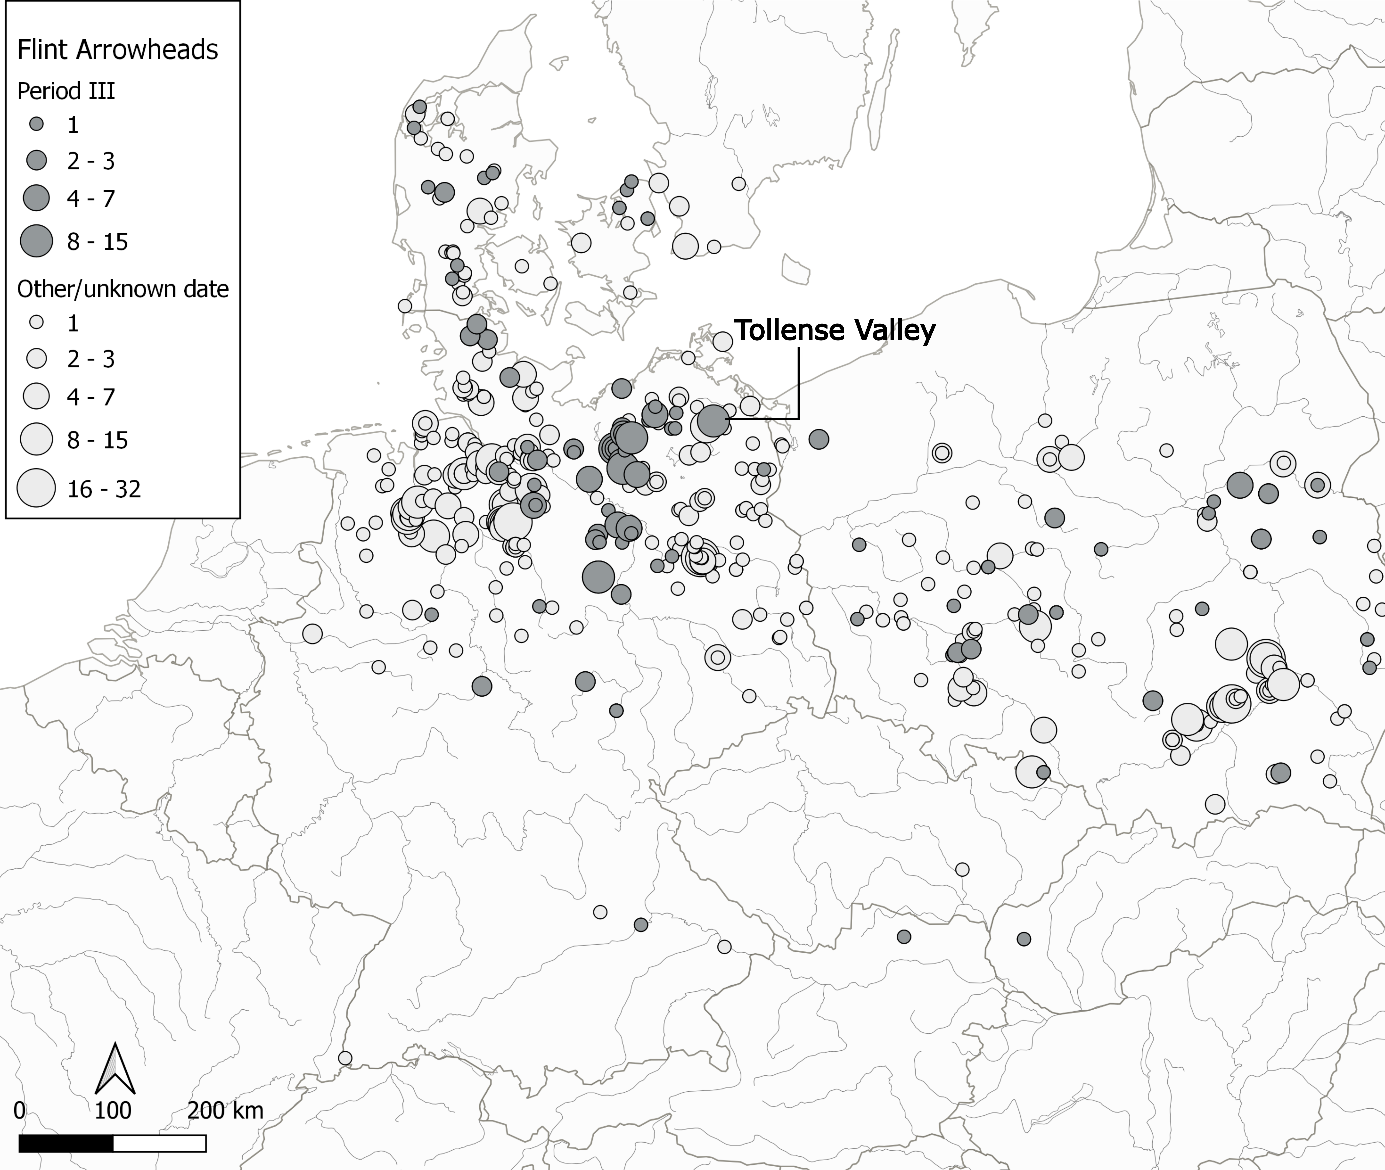 Flint Arrowheads
Period III
1
2 - 3
4 - 7
8 - 15
Other/unknown date
1
2 - 3
4 - 7
8 - 15
16 - 32
Tollense Valley
0 100 200 km